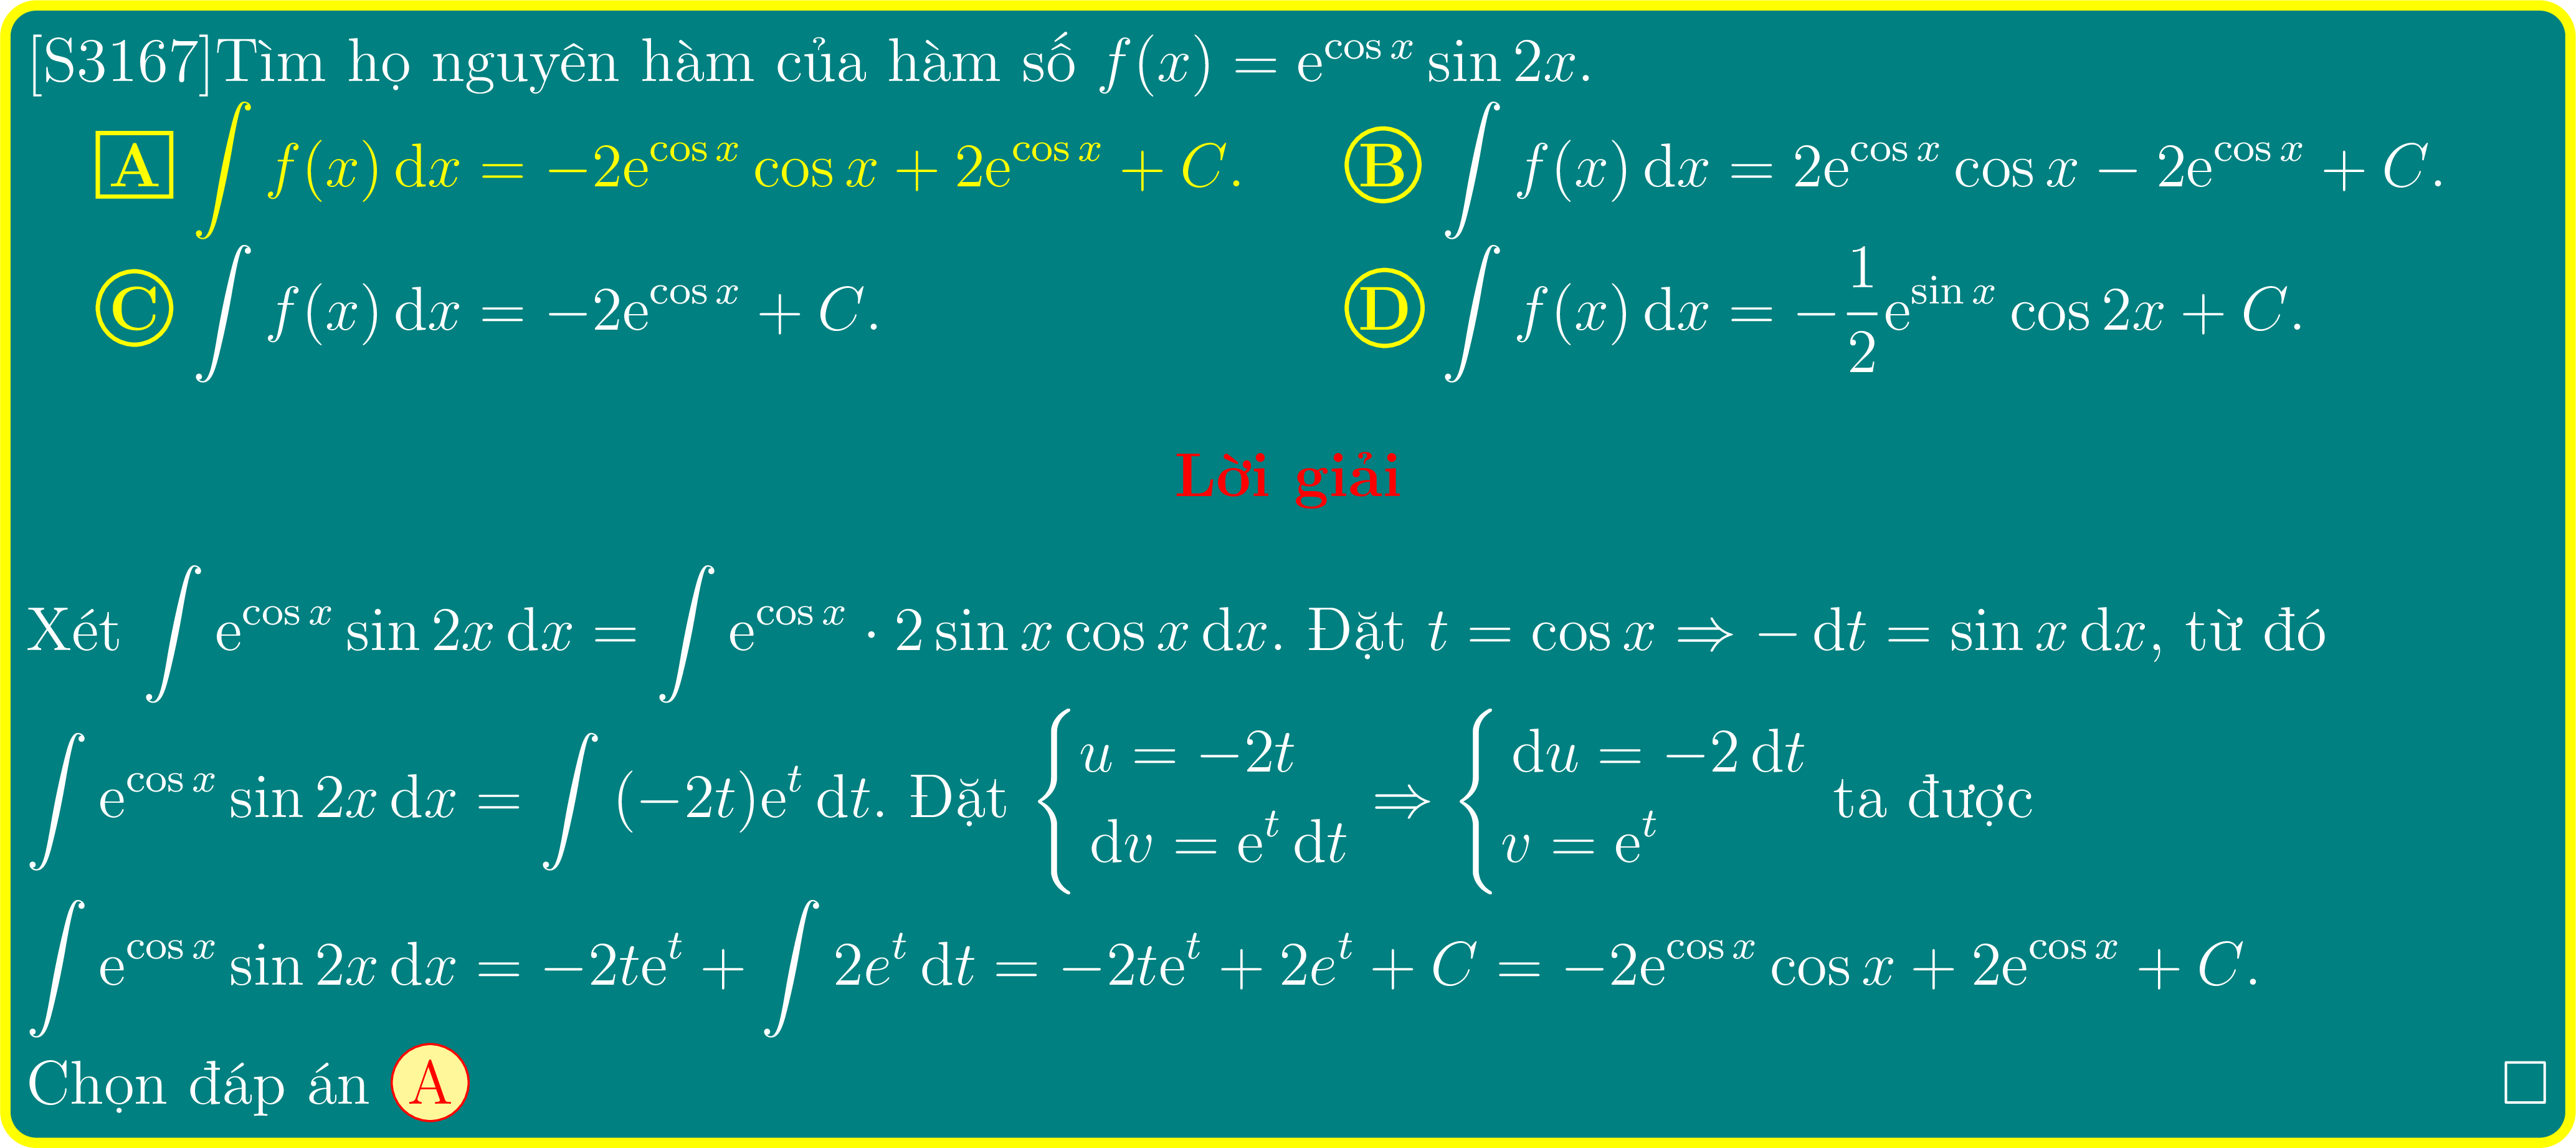 [S3167]Tìm họ nguyên hàm của hàm số $f(x) = \mathrm{e}^{\cos x} \sin 2x$.
A $\int f(x)\,\mathrm{d}x = -2\mathrm{e}^{\cos x} \cos x + 2\mathrm{e}^{\cos x} + C.$ B $\int f(x)\,\mathrm{d}x = 2\mathrm{e}^{\cos x} \cos x - 2\mathrm{e}^{\cos x} + C.$
C $\int f(x)\,\mathrm{d}x = -2\mathrm{e}^{\cos x} + C.$ D $\int f(x)\,\mathrm{d}x = -\frac{1}{2}\mathrm{e}^{\sin x} \cos 2x + C.$
Lời giải
Xét $\int \mathrm{e}^{\cos x} \sin 2x\,\mathrm{d}x = \int \mathrm{e}^{\cos x} \cdot 2 \sin x \cos x\,\mathrm{d}x$. Đặt $t = \cos x \Rightarrow -\,\mathrm{d}t = \sin x\,\mathrm{d}x$, từ đó
$\int \mathrm{e}^{\cos x} \sin 2x\,\mathrm{d}x = \int (-2t)\mathrm{e}^t\,\mathrm{d}t$. Đặt $\begin{cases} u = -2t \\ \mathrm{d}v = \mathrm{e}^t\,\mathrm{d}t \end{cases} \Rightarrow \begin{cases} \mathrm{d}u = -2\,\mathrm{d}t \\ v = \mathrm{e}^t \end{cases}$ ta được
$\int \mathrm{e}^{\cos x} \sin 2x\,\mathrm{d}x = -2t\mathrm{e}^t + \int 2e^t\,\mathrm{d}t = -2t\mathrm{e}^t + 2e^t + C = -2\mathrm{e}^{\cos x} \cos x + 2\mathrm{e}^{\cos x} + C.$
Chọn đáp án A □